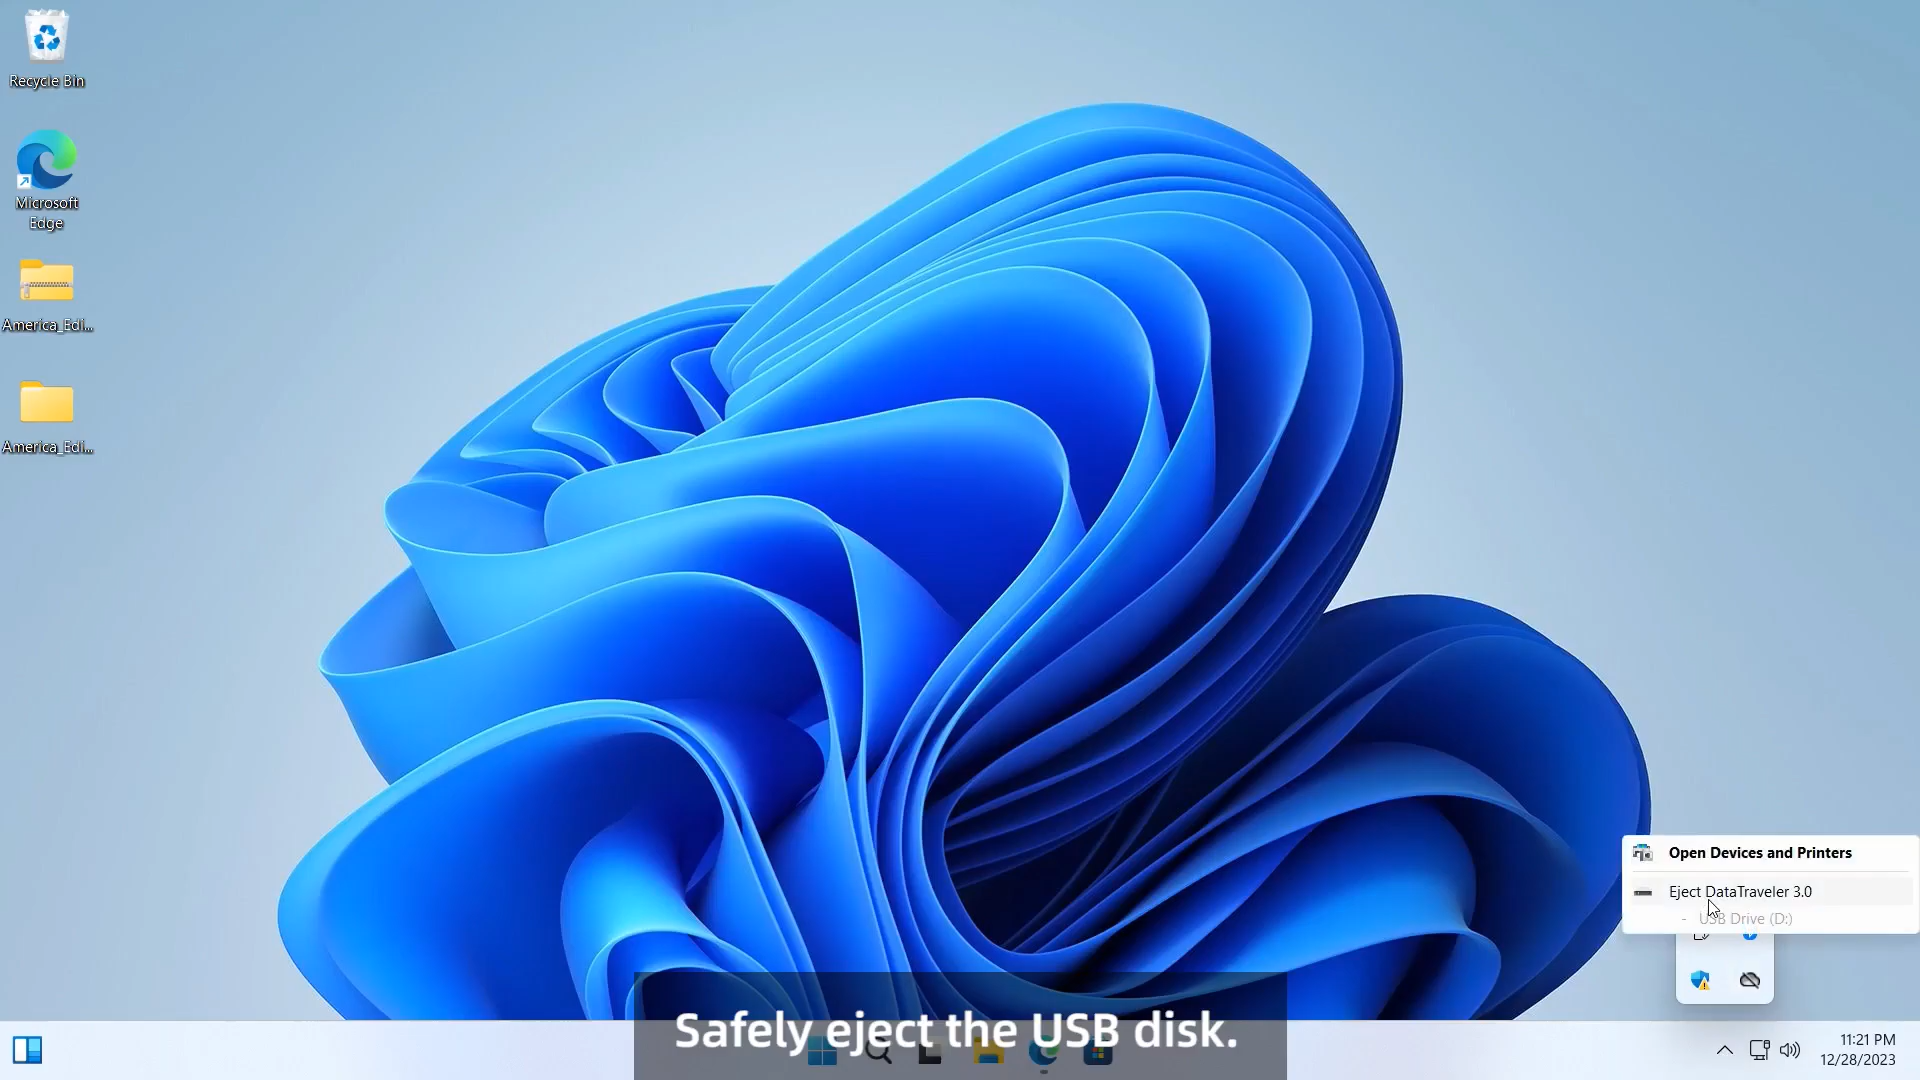 Recycle Bin
Microsoft
Edge
America_Edi...
America_Edi...
Open Devices and Printers
Eject DataTraveler 3.0
- USB Drive (D:)
Safely eject the USB disk.
11:21 PM
12/28/2023